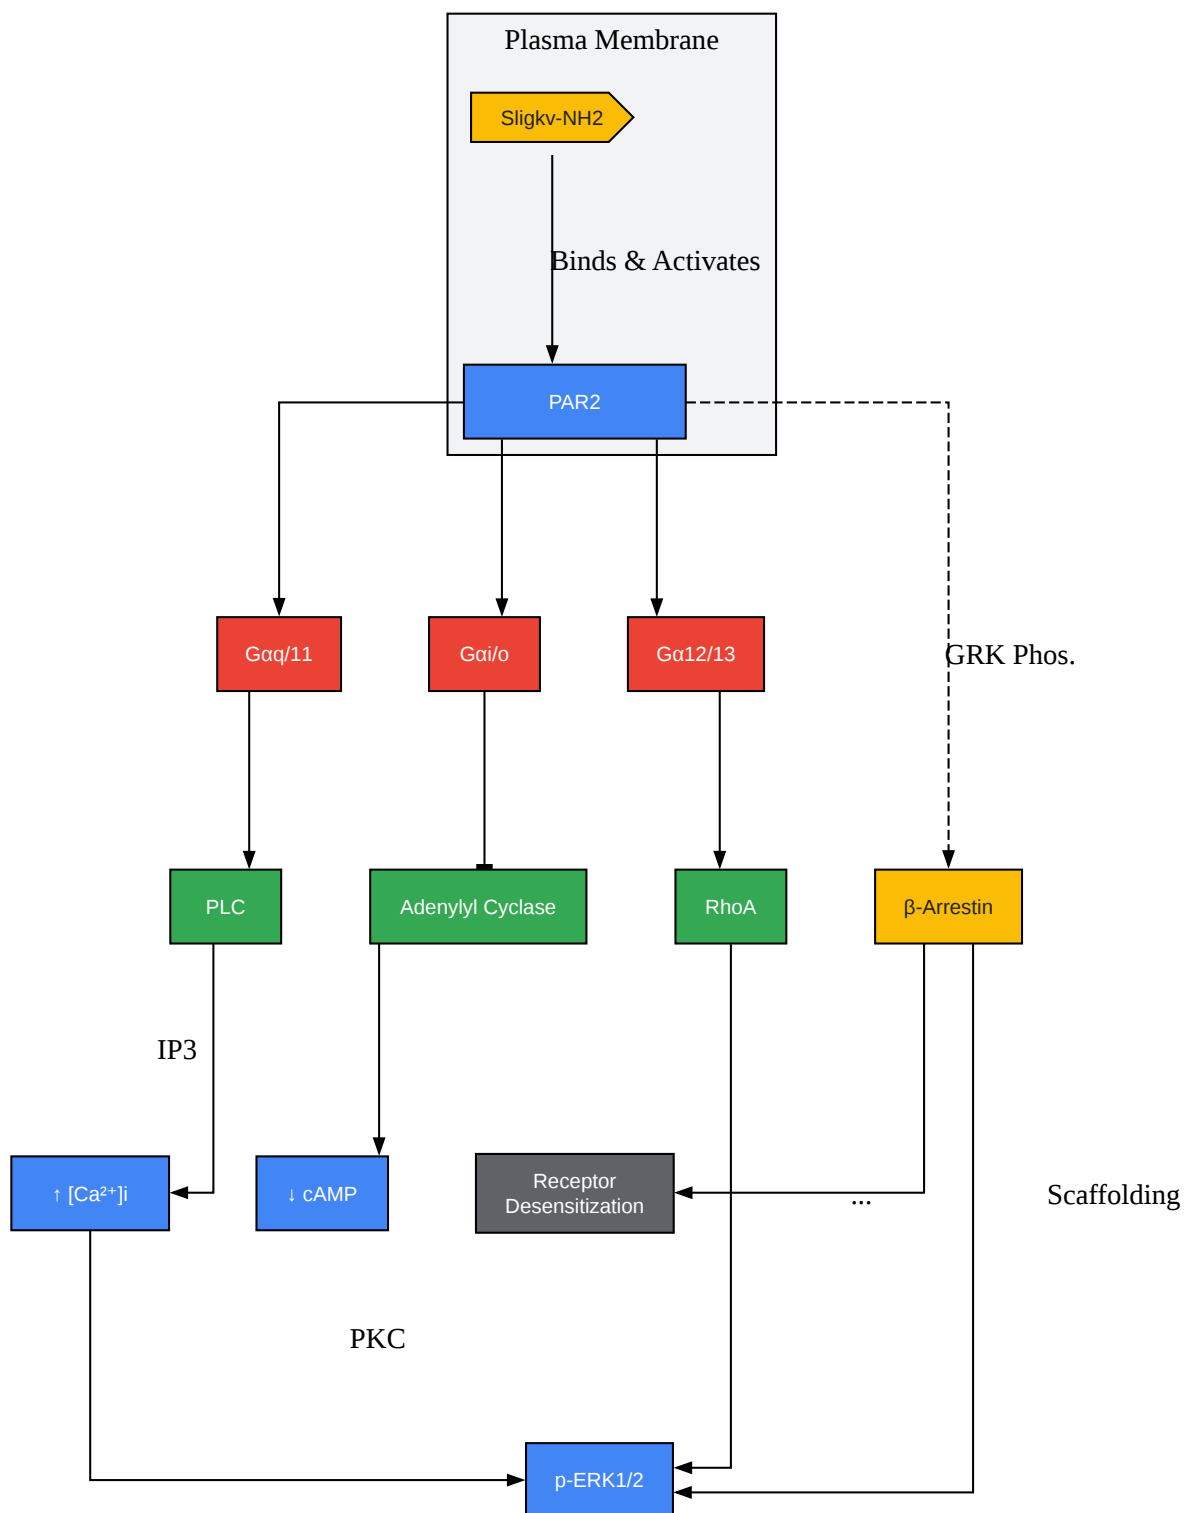 Plasma Membrane
Sligkv-NH2
Binds & Activates
PAR2
Gαq/11
Gαi/o
Gα12/13
GRK Phos.
PLC
Adenylyl Cyclase
RhoA
β-Arrestin
IP3
↑ [Ca²⁺]i
↓ cAMP
Receptor
Desensitization
...
Scaffolding
PKC
p-ERK1/2